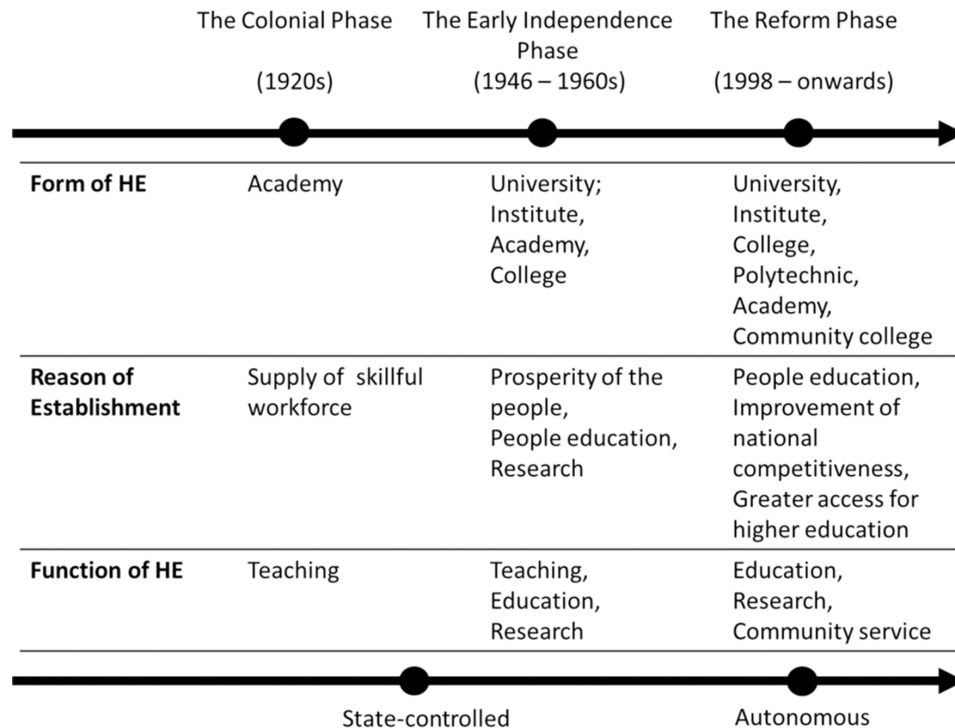 The Colonial Phase
(1920s)
The Early Independence
Phase
(1946 – 1960s)
The Reform Phase
(1998 – onwards)
Form of HE
Academy
University;
Institute,
Academy,
College
University,
Institute,
College,
Polytechnic,
Academy,
Community college
Reason of
Establishment
Supply of skillful
workforce
Prosperity of the
people,
People education,
Research
People education,
Improvement of
national
competitiveness,
Greater access for
higher education
Function of HE
Teaching
Teaching,
Education,
Research
Education,
Research,
Community service
State-controlled
Autonomous